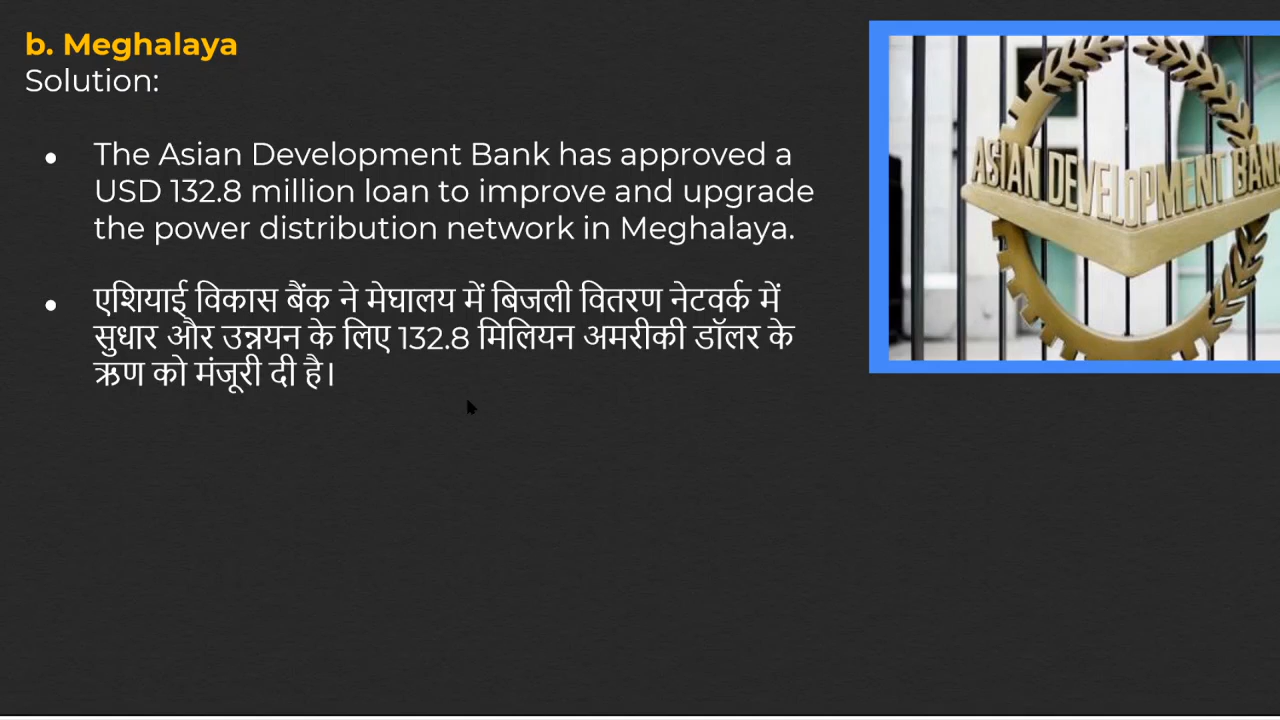 b. Meghalaya
Solution:
● The Asian Development Bank has approved a
USD 132.8 million loan to improve and upgrade
the power distribution network in Meghalaya.
● एशियाई विकास बैंक ने मेघालय में बिजली वितरण नेटवर्क में
सुधार और उन्नयन के लिए 132.8 मिलियन अमरीकी डॉलर के
ऋण को मंजूरी दी है।
ASIAN DEVELOPMENT BANK